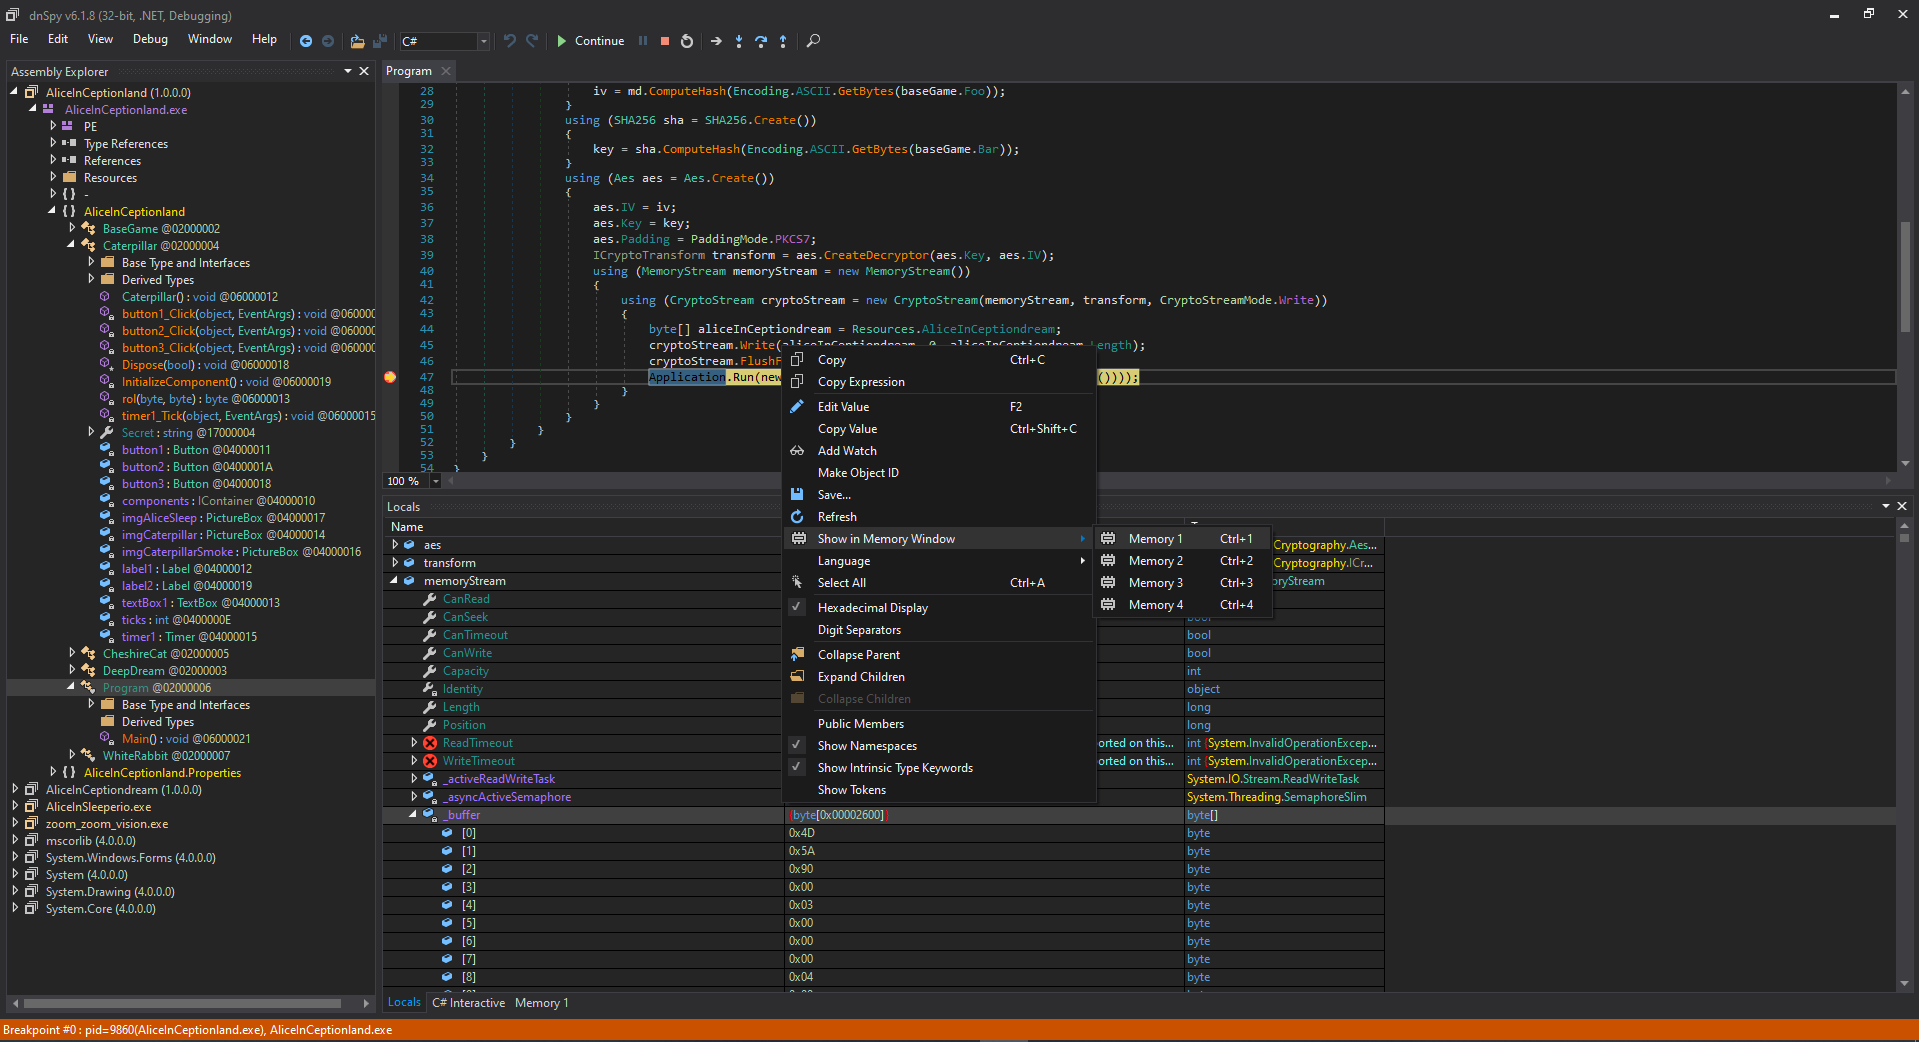 dnSpy v6.1.8 (32-bit, .NET, Debugging)
File Edit View Debug Window Help C# Continue
Assembly Explorer
AliceInCeptionland (1.0.0.0)
AliceInCeptionland.exe
PE
Type References
References
Resources
{ } -
{ } AliceInCeptionland
BaseGame @02000002
Caterpillar @02000004
Base Type and Interfaces
Derived Types
Caterpillar() : void @06000012
button1_Click(object, EventArgs) : void @06000
button2_Click(object, EventArgs) : void @06000
button3_Click(object, EventArgs) : void @06000
Dispose(bool) : void @06000018
InitializeComponent() : void @06000019
rol(byte, byte) : byte @06000013
timer1_Tick(object, EventArgs) : void @06000015
Secret : string @17000004
button1 : Button @04000011
button2 : Button @0400001A
button3 : Button @04000018
components : IContainer @04000010
imgAliceSleep : PictureBox @04000017
imgCaterpillar : PictureBox @04000014
imgCaterpillarSmoke : PictureBox @04000016
label1 : Label @04000012
label2 : Label @04000019
textBox1 : TextBox @04000013
ticks : int @0400000E
timer1 : Timer @04000015
CheshireCat @02000005
DeepDream @02000003
Program @02000006
Base Type and Interfaces
Derived Types
Main() : void @06000021
WhiteRabbit @02000007
{ } AliceInCeptionland.Properties
AliceInCeptiondream (1.0.0.0)
AliceInSleeperio.exe
zoom_zoom_vision.exe
mscorlib (4.0.0.0)
System.Windows.Forms (4.0.0.0)
System (4.0.0.0)
System.Drawing (4.0.0.0)
System.Core (4.0.0.0)
Program
28 iv = md.ComputeHash(Encoding.ASCII.GetBytes(baseGame.Foo));
29 }
30 using (SHA256 sha = SHA256.Create())
31 {
32 key = sha.ComputeHash(Encoding.ASCII.GetBytes(baseGame.Bar));
33 }
34 using (Aes aes = Aes.Create())
35 {
36 aes.IV = iv;
37 aes.Key = key;
38 aes.Padding = PaddingMode.PKCS7;
39 ICryptoTransform transform = aes.CreateDecryptor(aes.Key, aes.IV);
40 using (MemoryStream memoryStream = new MemoryStream())
41 {
42 using (CryptoStream cryptoStream = new CryptoStream(memoryStream, transform, CryptoStreamMode.Write))
43 {
44 byte[] aliceInCeptiondream = Resources.AliceInCeptiondream;
45 cryptoStream.Write(aliceInCeptiondream, 0, aliceInCeptiondream.Length);
46 cryptoStream.FlushF
47 Application.Run(new ())));
48 }
49 }
50 }
51 }
52 }
53 }
54 }
100 %
Copy Ctrl+C
Copy Expression
Edit Value F2
Copy Value Ctrl+Shift+C
Add Watch
Make Object ID
Save...
Refresh
Show in Memory Window
Language
Select All Ctrl+A
Hexadecimal Display
Digit Separators
Collapse Parent
Expand Children
Collapse Children
Public Members
Show Namespaces
Show Intrinsic Type Keywords
Show Tokens
Memory 1 Ctrl+1
Memory 2 Ctrl+2
Memory 3 Ctrl+3
Memory 4 Ctrl+4
Locals
Name
aes Cryptography.Aes...
transform Cryptography.ICr...
memoryStream oryStream
CanRead
CanSeek bool
CanTimeout bool
CanWrite bool
Capacity int
Identity object
Length long
Position long
ReadTimeout orted on this... int {System.InvalidOperationExcep...
WriteTimeout orted on this... int {System.InvalidOperationExcep...
_activeReadWriteTask System.IO.Stream.ReadWriteTask
_asyncActiveSemaphore System.Threading.SemaphoreSlim
_buffer {byte[0x00002600]} byte[]
[0] 0x4D byte
[1] 0x5A byte
[2] 0x90 byte
[3] 0x00 byte
[4] 0x03 byte
[5] 0x00 byte
[6] 0x00 byte
[7] 0x00 byte
[8] 0x04 byte
Locals C# Interactive Memory 1
Breakpoint #0 : pid=9860(AliceInCeptionland.exe), AliceInCeptionland.exe